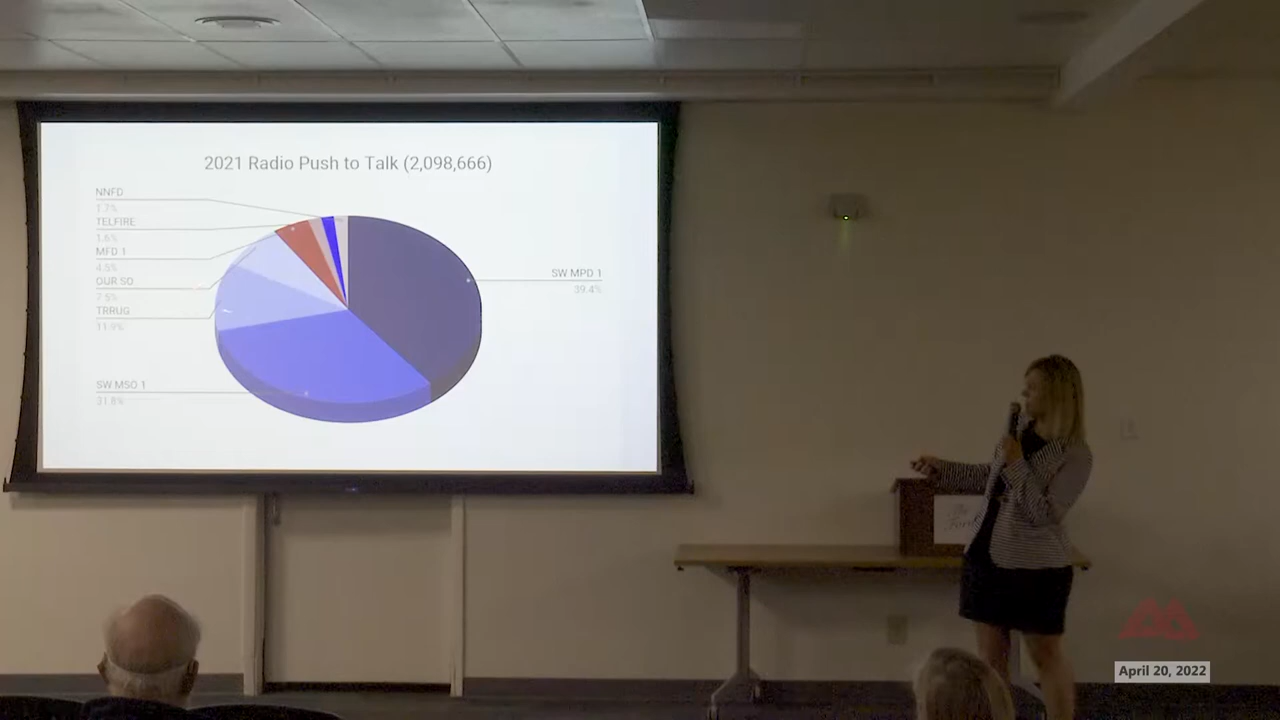 2021 Radio Push to Talk (2,098,666)
NNFD
1.7%
TELFIRE
1.6%
MFD 1
4.5%
OUR SO
7.5%
TRRUG
11.9%
SW MSO 1
31.8%
SW MPD 1
39.4%
April 20, 2022